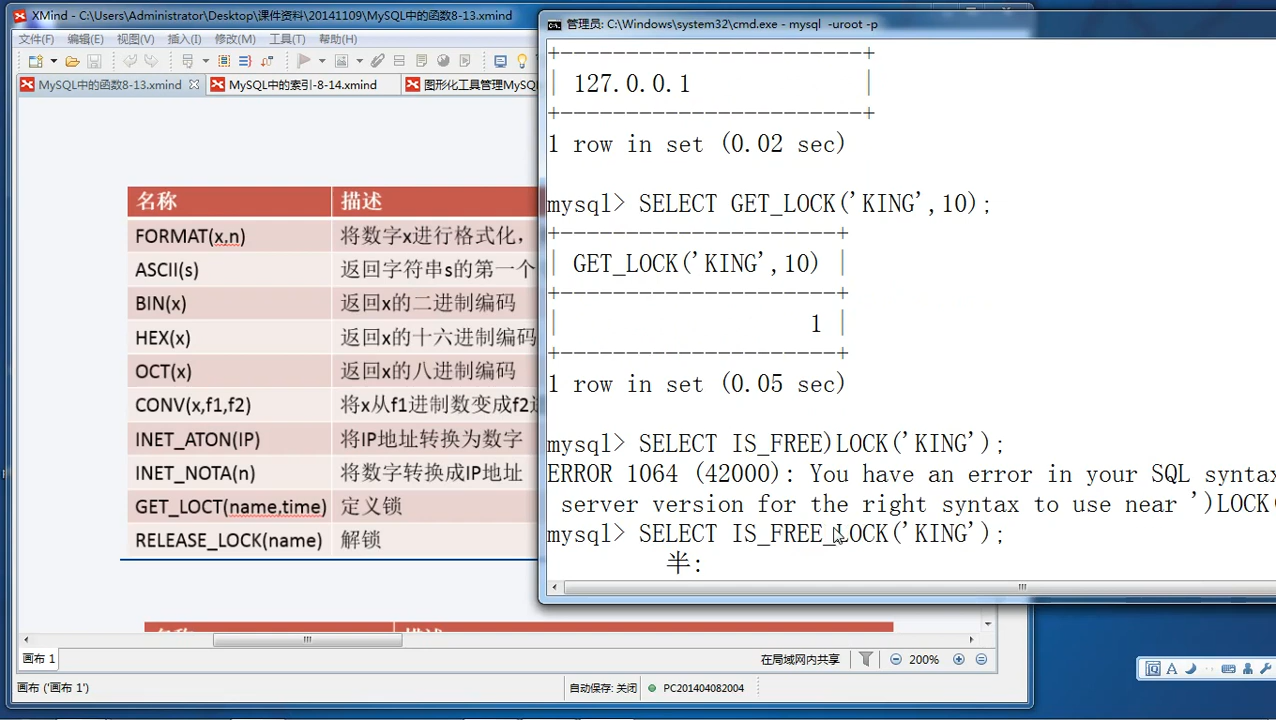 XMind - C:\Users\Administrator\Desktop\课件资料\20141109\MySQL中的函数8-13.xmind
文件(F) 编辑(E) 视图(V) 插入(I) 修改(M) 工具(T) 帮助(H)
MySQL中的函数8-13.xmind MySQL中的索引-8-14.xmind 图形化工具管理MySQ
名称 描述
FORMAT(x,n) 将数字x进行格式化，
ASCII(s) 返回字符串s的第一个
BIN(x) 返回x的二进制编码
HEX(x) 返回x的十六进制编码
OCT(x) 返回x的八进制编码
CONV(x,f1,f2) 将x从f1进制数变成f2
INET_ATON(IP) 将IP地址转换为数字
INET_NOTA(n) 将数字转换成IP地址
GET_LOCT(name,time) 定义锁
RELEASE_LOCK(name) 解锁
名称 描述
画布 1
在局域网内共享 200%
画布 ('画布 1')
自动保存: 关闭 PC201404082004
管理员: C:\Windows\system32\cmd.exe - mysql -uroot -p
+------------------------+
| 127.0.0.1 |
+------------------------+
1 row in set (0.02 sec)
mysql> SELECT GET_LOCK('KING',10);
+----------------------+
| GET_LOCK('KING',10) |
+----------------------+
| 1 |
+----------------------+
1 row in set (0.05 sec)
mysql> SELECT IS_FREE)LOCK('KING');
ERROR 1064 (42000): You have an error in your SQL syntax
server version for the right syntax to use near ')LOCK(
mysql> SELECT IS_FREE_LOCK('KING');
半:
A